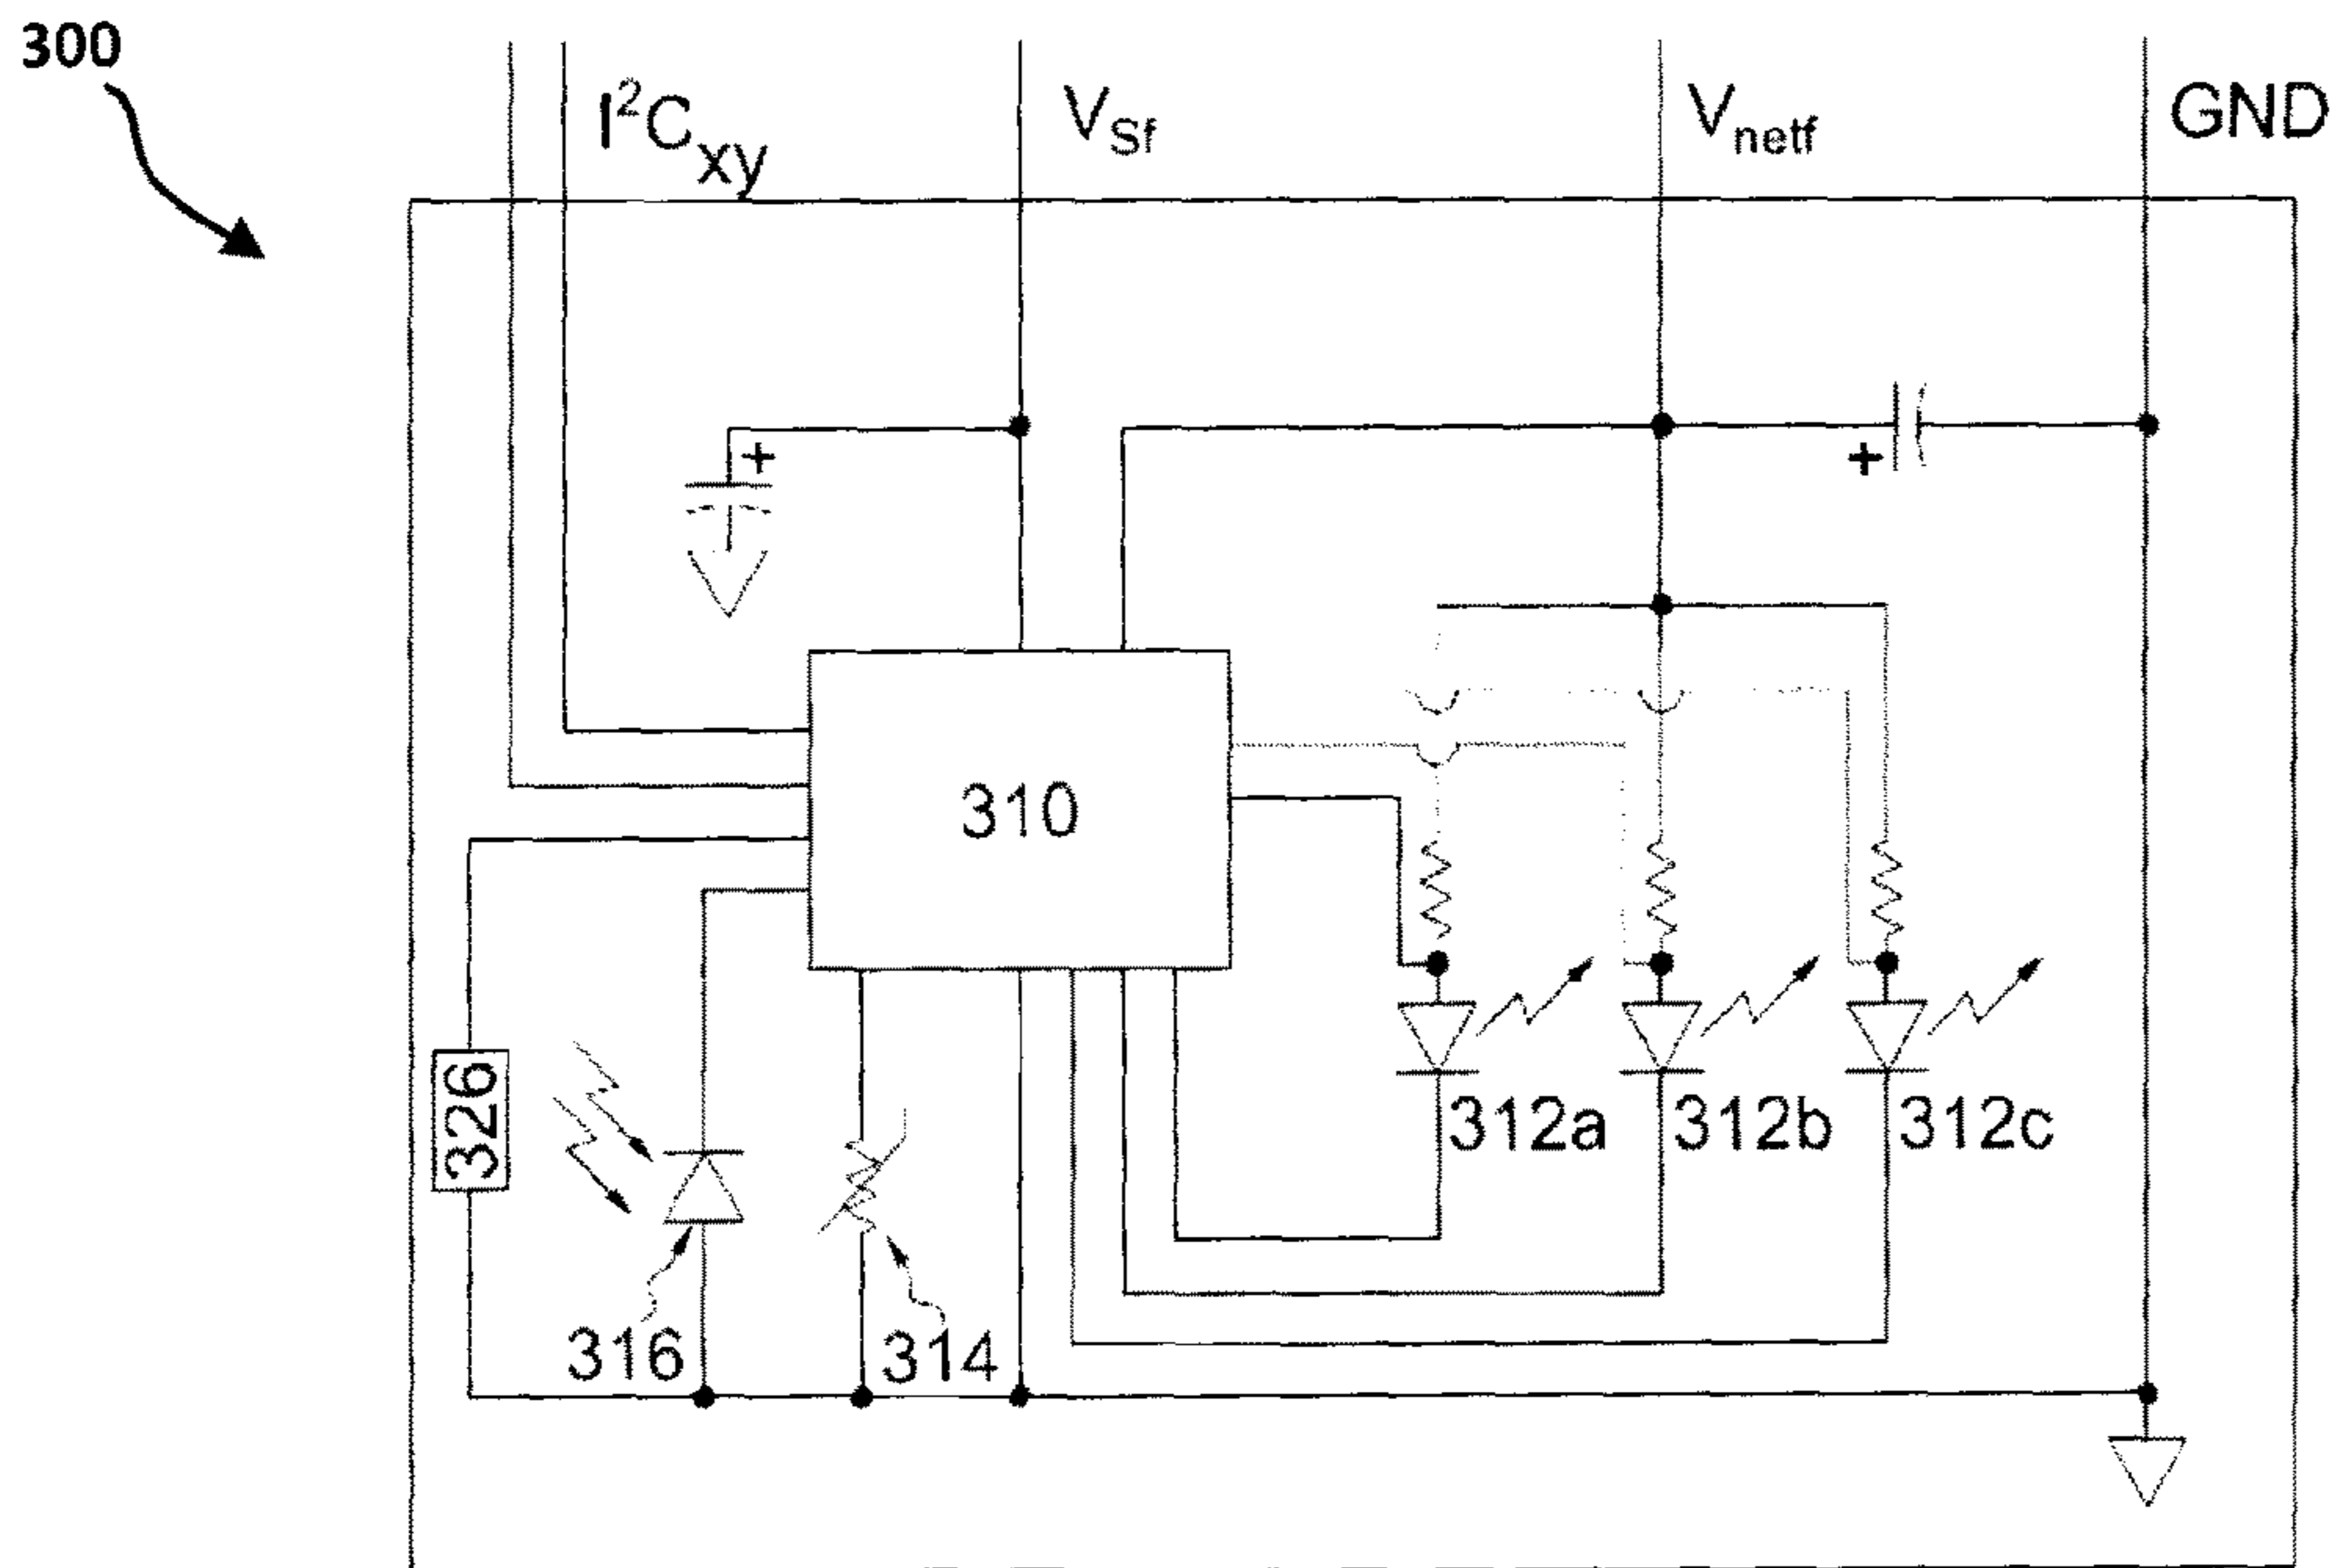 300
I²Cxy
VSf
Vnetf
GND
+
+
310
326
312a
312b
312c
316
314